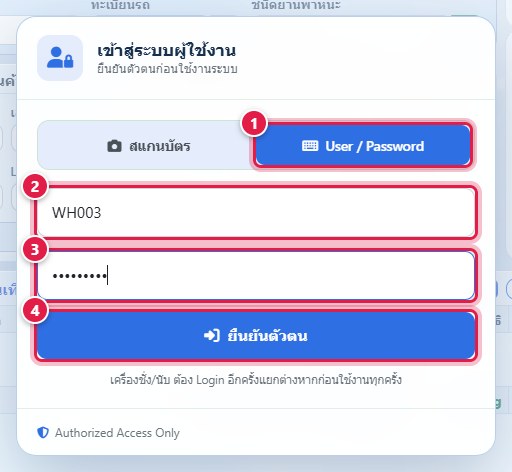 ทะเบียนรถ
ชนิดยานพาหนะ
เข้าสู่ระบบผู้ใช้งาน
ยืนยันตัวตนก่อนใช้งานระบบ
1
สแกนบัตร
User / Password
2
WH003
3
•••••••••
4
ยืนยันตัวตน
เครื่องชั่ง/นับ ต้อง Login อีกครั้งแยกต่างหากก่อนใช้งานทุกครั้ง
Authorized Access Only